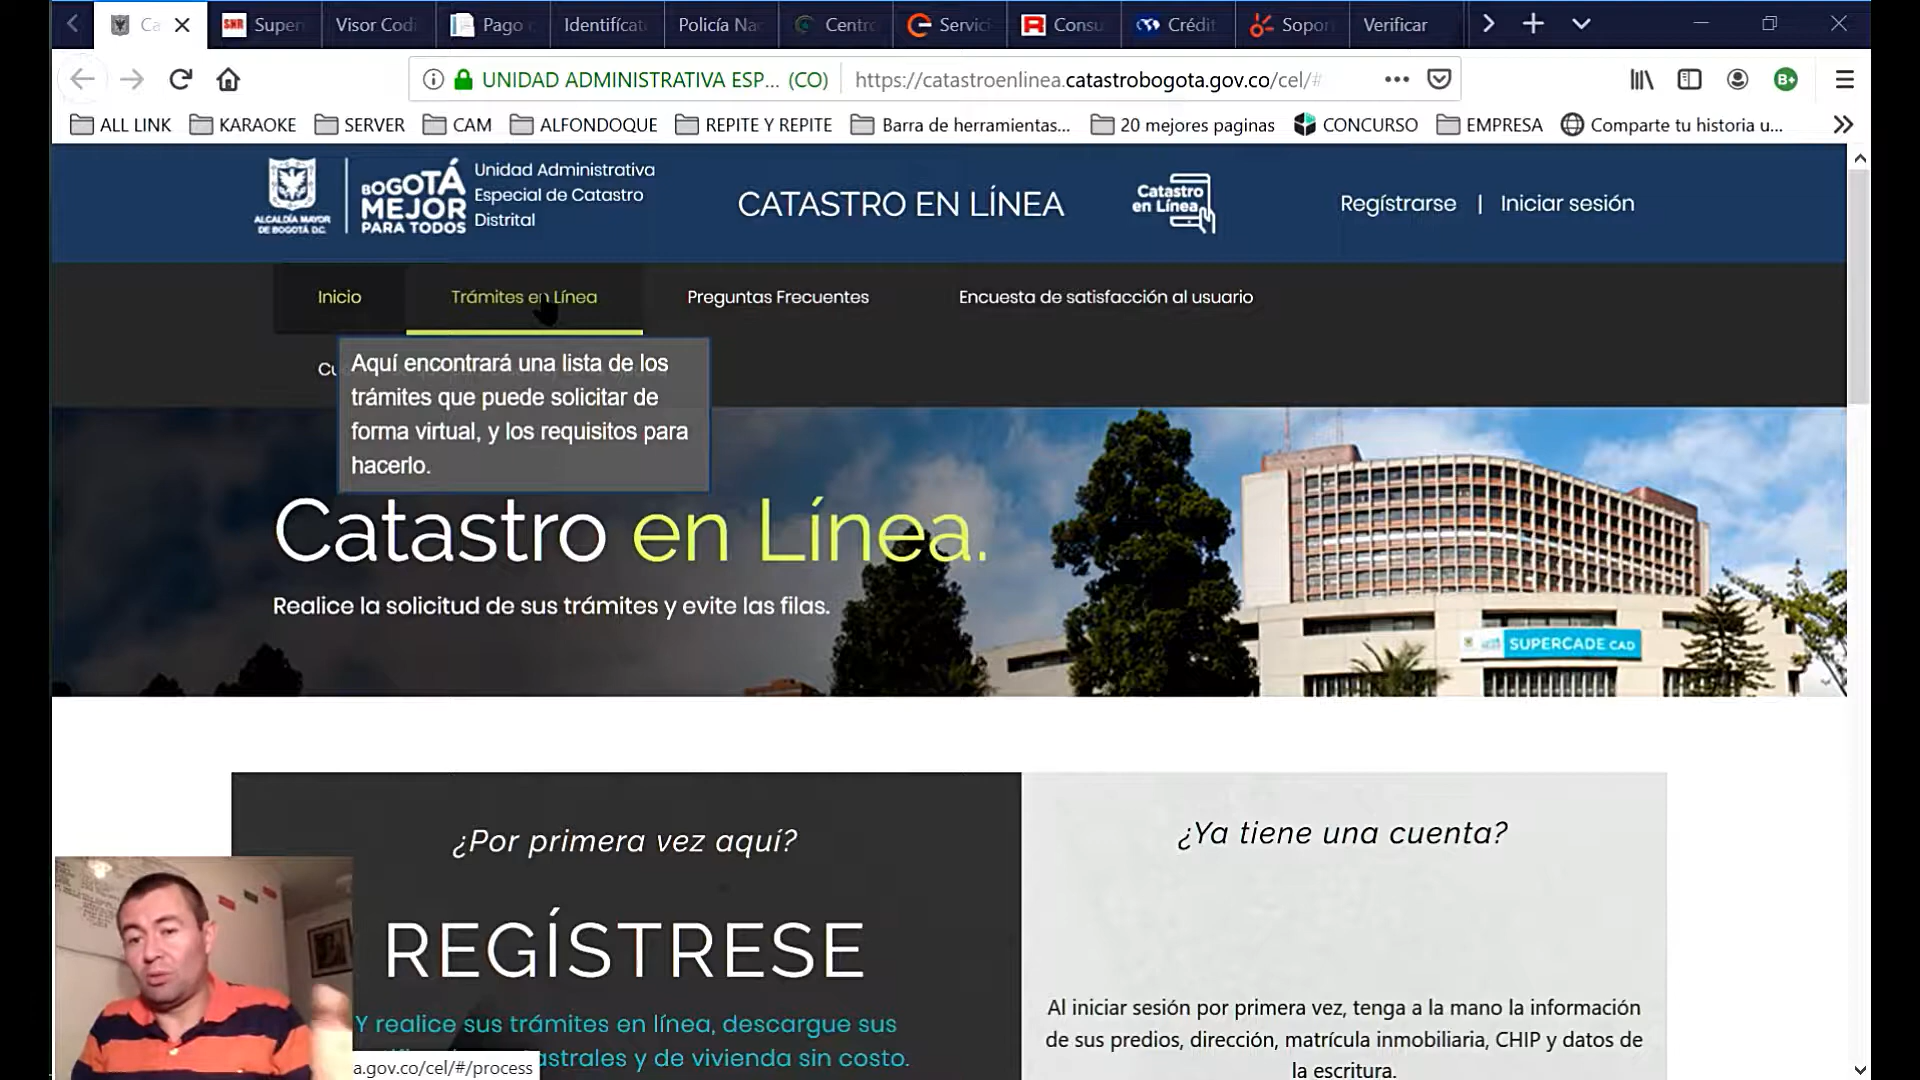 Ca
SNR Super
Visor Codi
Pago
Identifícat
Policía Na
Centr
Servici
R Consu
Crédit
Sopor
Verificar
UNIDAD ADMINISTRATIVA ESP... (CO)
https://catastroenlinea.catastrobogota.gov.co/cel/#
B+
ALL LINK
KARAOKE
SERVER
CAM
ALFONDOQUE
REPITE Y REPITE
Barra de herramientas...
20 mejores paginas
CONCURSO
EMPRESA
Comparte tu historia u...
ALCALDÍA MAYOR
DE BOGOTÁ D.C.
BOGOTÁ
MEJOR
PARA TODOS
Unidad Administrativa
Especial de Catastro
Distrital
CATASTRO EN LÍNEA
Catastro
en Línea
Regístrarse | Iniciar sesión
Inicio
Trámites en Línea
Preguntas Frecuentes
Encuesta de satisfacción al usuario
Aquí encontrará una lista de los
trámites que puede solicitar de
forma virtual, y los requisitos para
hacerlo.
Catastro en Línea.
Realice la solicitud de sus trámites y evite las filas.
SUPERCADE CAD
¿Por primera vez aquí?
REGÍSTRESE
Y realice sus trámites en línea, descargue sus
astrales y de vivienda sin costo.
¿Ya tiene una cuenta?
Al iniciar sesión por primera vez, tenga a la mano la información
de sus predios, dirección, matrícula inmobiliaria, CHIP y datos de
la escritura.
a.gov.co/cel/#/process